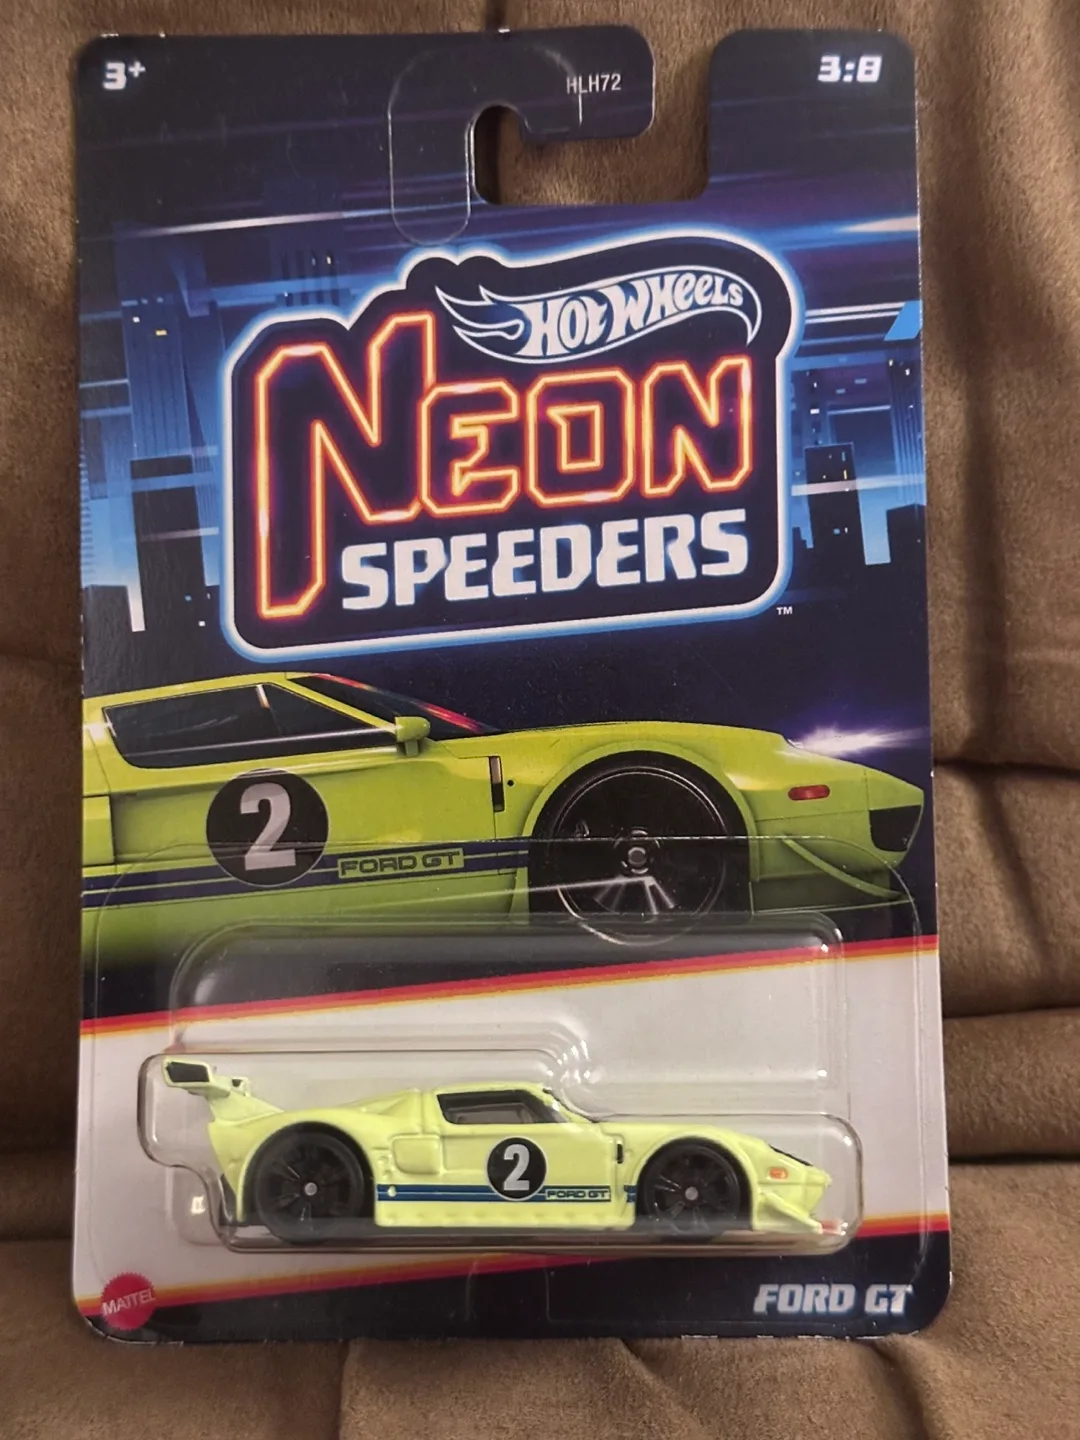 3+
HLH72
3:8
Hot Wheels
NEON
SPEEDERS
TM
2
FORD GT
2
FORD GT
MATTEL
FORD GT